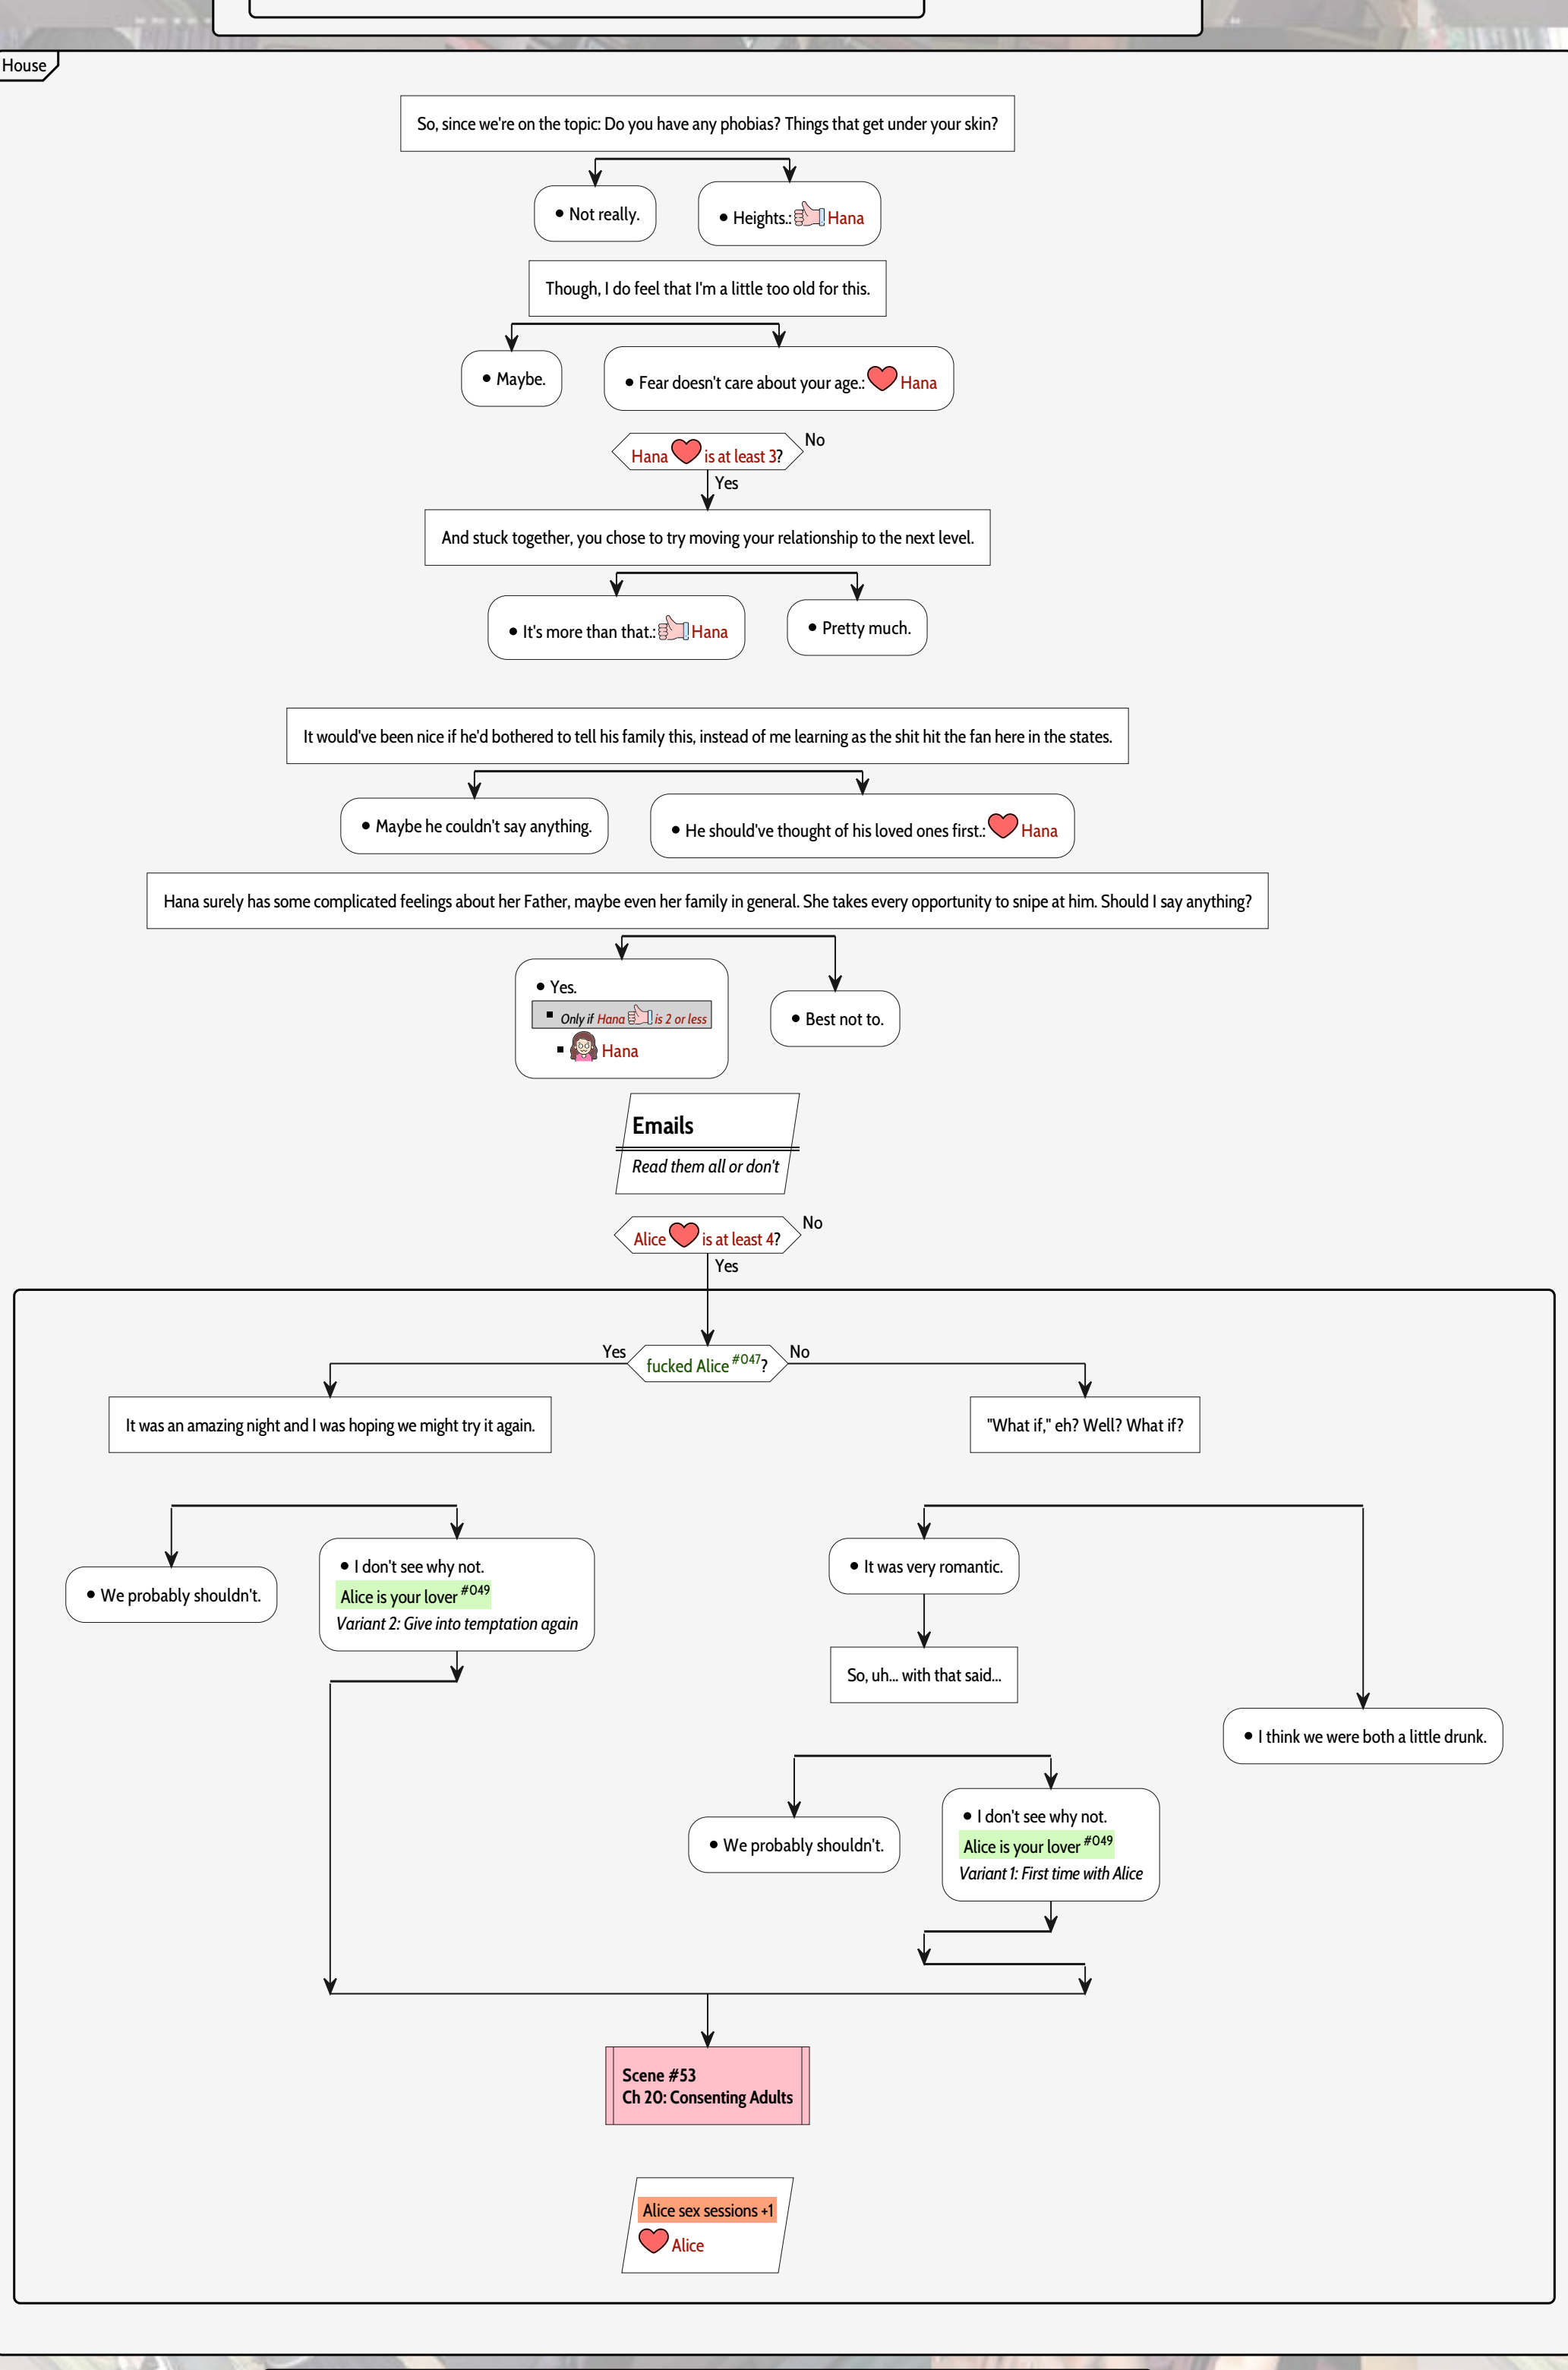 House
So, since we're on the topic: Do you have any phobias? Things that get under your skin?
• Not really.
• Heights.: Hana
Though, I do feel that I'm a little too old for this.
• Maybe.
• Fear doesn't care about your age.: Hana
Hana is at least 3?
No
Yes
And stuck together, you chose to try moving your relationship to the next level.
• It's more than that.: Hana
• Pretty much.
It would've been nice if he'd bothered to tell his family this, instead of me learning as the shit hit the fan here in the states.
• Maybe he couldn't say anything.
• He should've thought of his loved ones first.: Hana
Hana surely has some complicated feelings about her Father, maybe even her family in general. She takes every opportunity to snipe at him. Should I say anything?
• Yes.
▪ Only if Hana is 2 or less
▪ Hana
• Best not to.
Emails
Read them all or don't
Alice is at least 4?
No
Yes
Yes
fucked Alice #047?
No
It was an amazing night and I was hoping we might try it again.
"What if," eh? Well? What if?
• We probably shouldn't.
• I don't see why not.
Alice is your lover #049
Variant 2: Give into temptation again
• It was very romantic.
So, uh... with that said...
• I think we were both a little drunk.
• We probably shouldn't.
• I don't see why not.
Alice is your lover #049
Variant 1: First time with Alice
Scene #53
Ch 20: Consenting Adults
Alice sex sessions +1
Alice